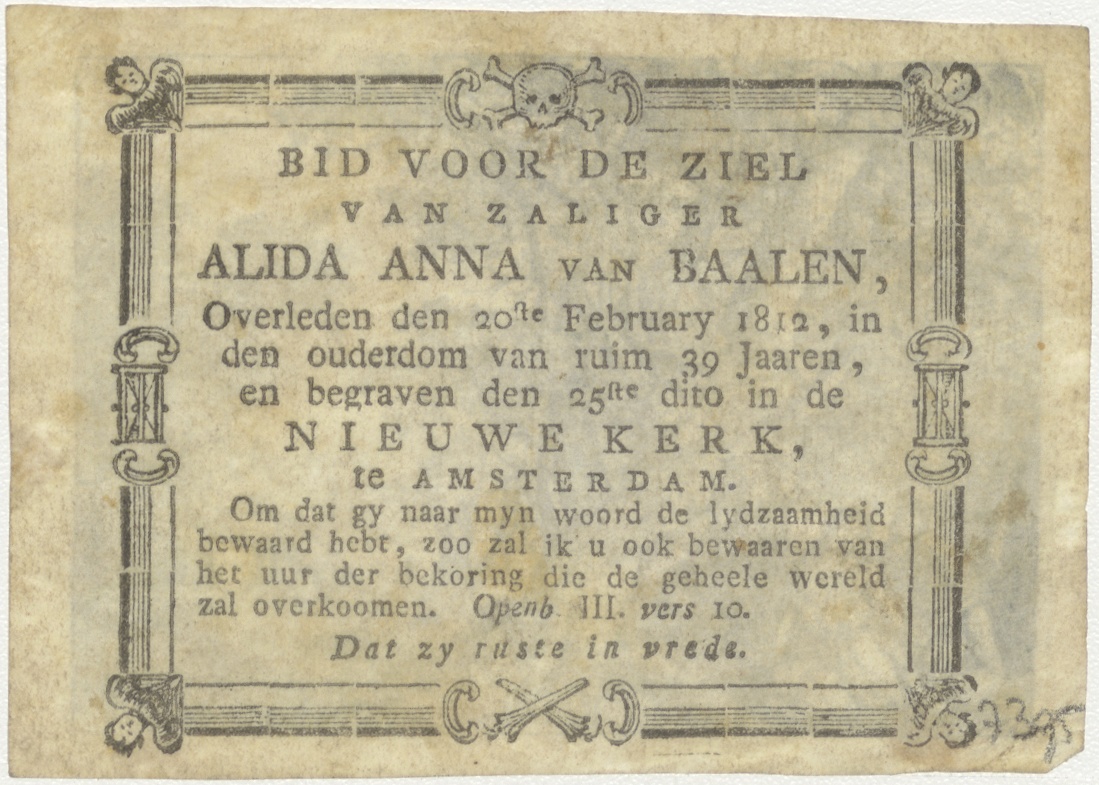 BID VOOR DE ZIEL
VAN ZALIGER
ALIDA ANNA VAN BAALEN,
Overleden den 20ste February 1812, in
den ouderdom van ruim 39 Jaaren,
en begraven den 25ste dito in de
NIEUWE KERK,
te AMSTERDAM.
Om dat gy naar myn woord de lydzaamheid
bewaard hebt, zoo zal ik u ook bewaaren van
het uur der bekoring die de geheele wereld
zal overkoomen. Openb. III. vers 10.
Dat zy ruste in vrede.